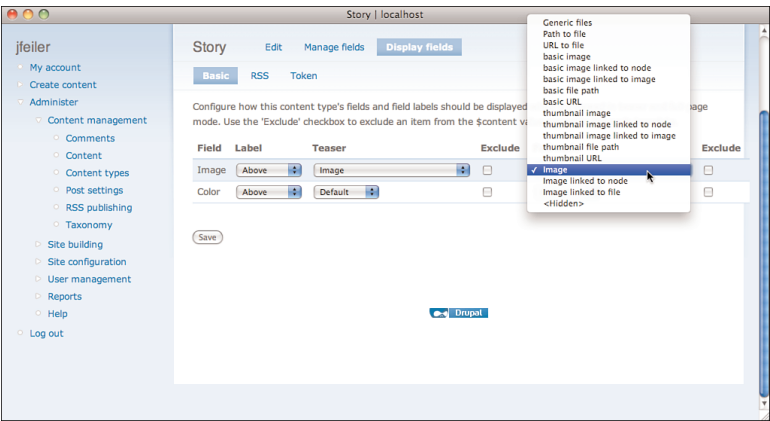 Story | localhost
jfeiler
My account
Create content
Administer
Content management
Comments
Content
Content types
Post settings
RSS publishing
Taxonomy
Site building
Site configuration
User management
Reports
Help
Log out
Story Edit Manage fields Display fields
Basic RSS Token
Configure how this content type's fields and field labels should be displayed
mode. Use the 'Exclude' checkbox to exclude an item from the $content
Field Label Teaser Exclude Exclude
Image Above Image
Color Above Default
Save
Generic files
Path to file
URL to file
basic image
basic image linked to node
basic image linked to image
basic file path
basic URL
thumbnail image
thumbnail image linked to node
thumbnail image linked to image
thumbnail file path
thumbnail URL
✓ Image
Image linked to node
Image linked to file
<Hidden>
Drupal